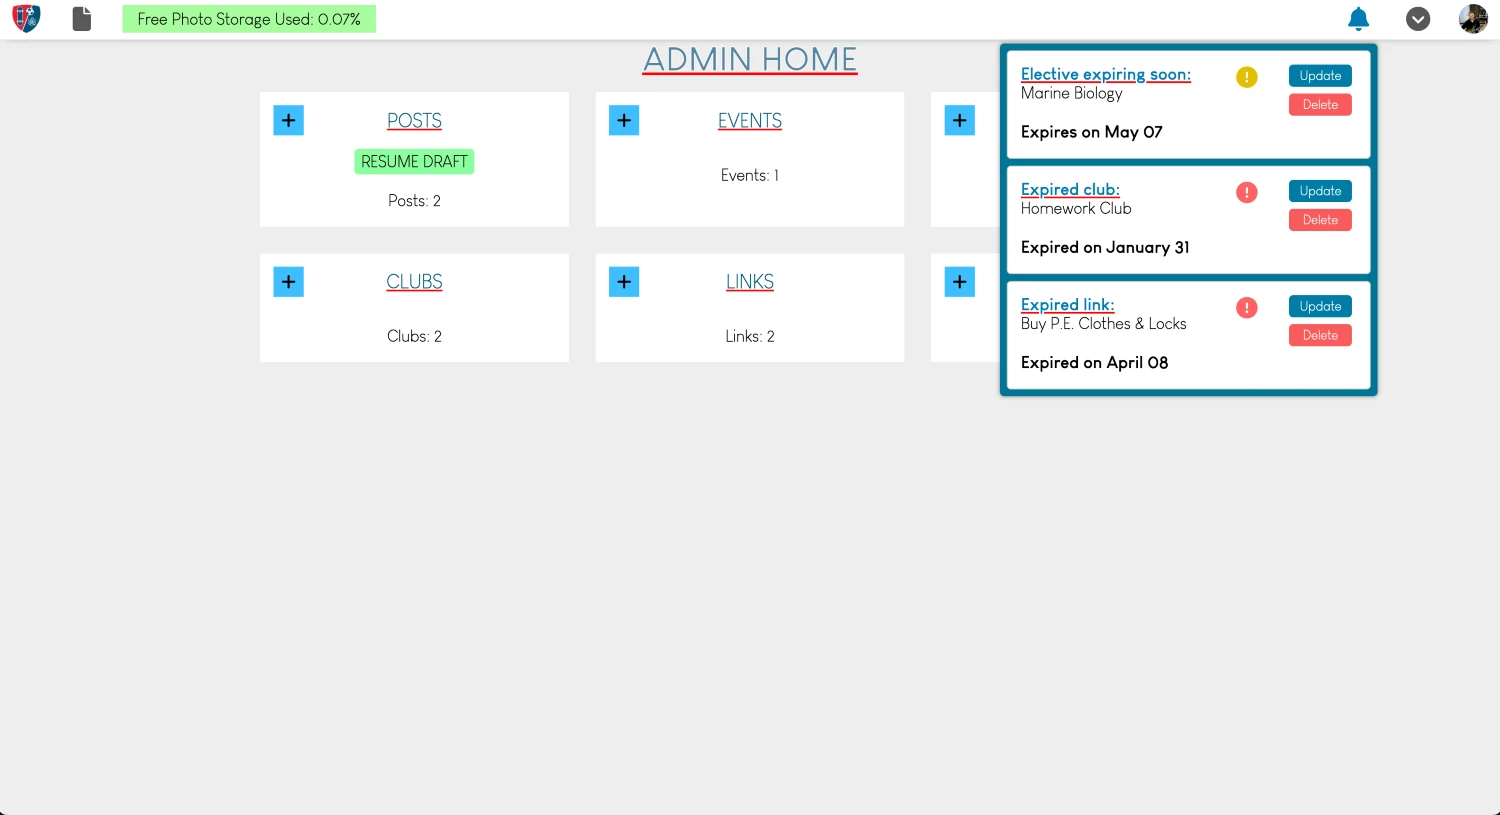 Free Photo Storage Used: 0.07%
ADMIN HOME
POSTS
RESUME DRAFT
Posts: 2
EVENTS
Events: 1
CLUBS
Clubs: 2
LINKS
Links: 2
Elective expiring soon:
Marine Biology
Expires on May 07
Update
Delete
Expired club:
Homework Club
Expired on January 31
Update
Delete
Expired link:
Buy P.E. Clothes & Locks
Expired on April 08
Update
Delete